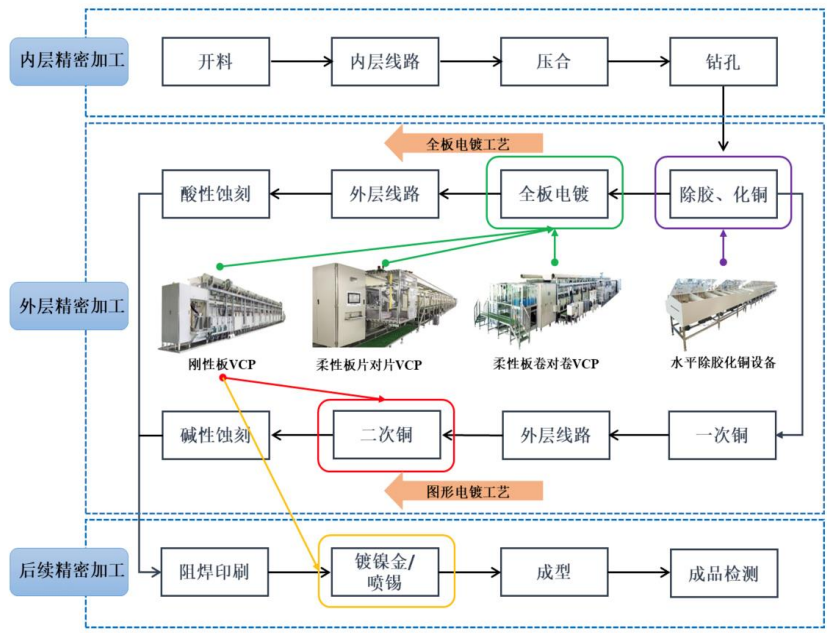 内层精密加工
开料
内层线路
压合
钻孔
全板电镀工艺
酸性蚀刻
外层线路
全板电镀
除胶、化铜
外层精密加工
刚性板VCP
柔性板片对片VCP
柔性板卷对卷VCP
水平除胶化铜设备
碱性蚀刻
二次铜
外层线路
一次铜
图形电镀工艺
后续精密加工
阻焊印刷
镀镍金/
喷锡
成型
成品检测